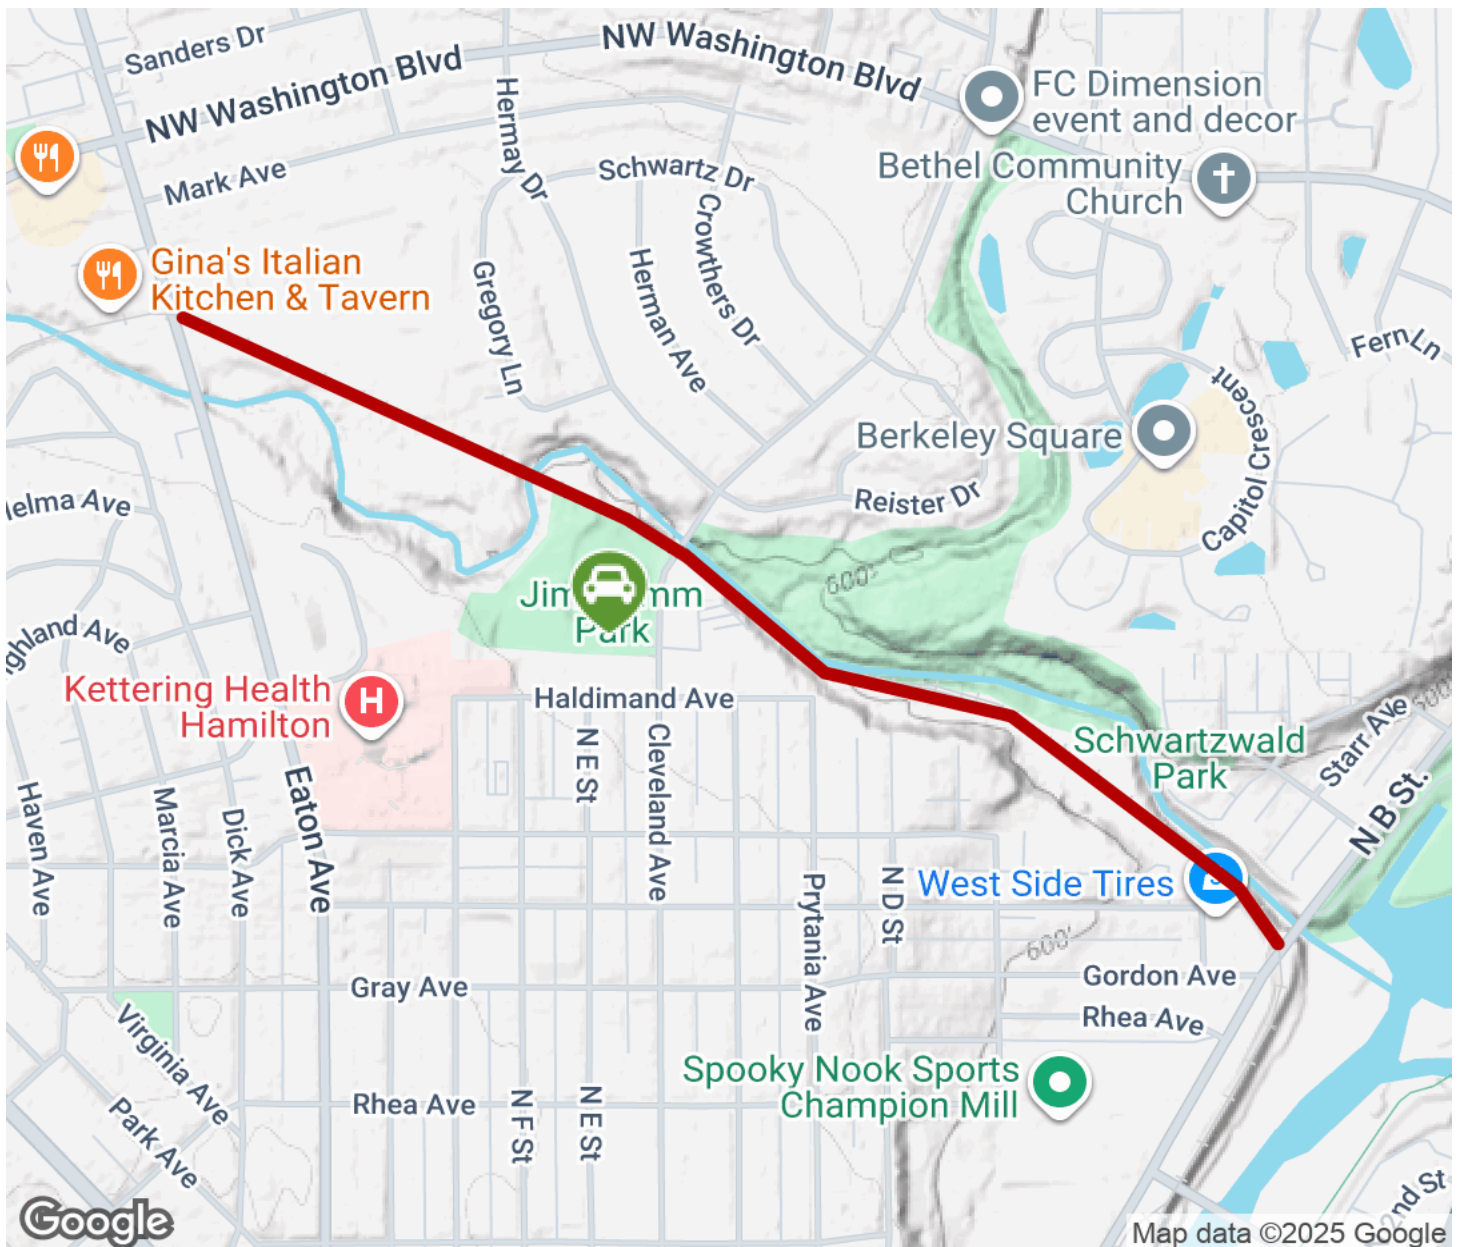 Sanders Dr
NW Washington Blvd
NW Washington Blvd
Hermay Dr
FC Dimension
event and decor
Bethel Community
Church
Mark Ave
Schwartz Dr
Crowthers Dr
Gina's Italian
Kitchen & Tavern
Gregory Ln
Herman Ave
Fern Ln
Capitol Crescent
Berkeley Square
Reister Dr
600'
Park
Kettering Health
Hamilton
Haldimand Ave
N E St
Cleveland Ave
Schwartzwald
Park
Starr Ave
N B St.
Haven Ave
Marcia Ave
Dick Ave
Eaton Ave
West Side Tires
Prytania Ave
N D St
600'
Gordon Ave
Gray Ave
Rhea Ave
Virginia Ave
Park Ave
Spooky Nook Sports
Champion Mill
Rhea Ave
N F St
N E St
2nd St
Google
Map data ©2025 Google